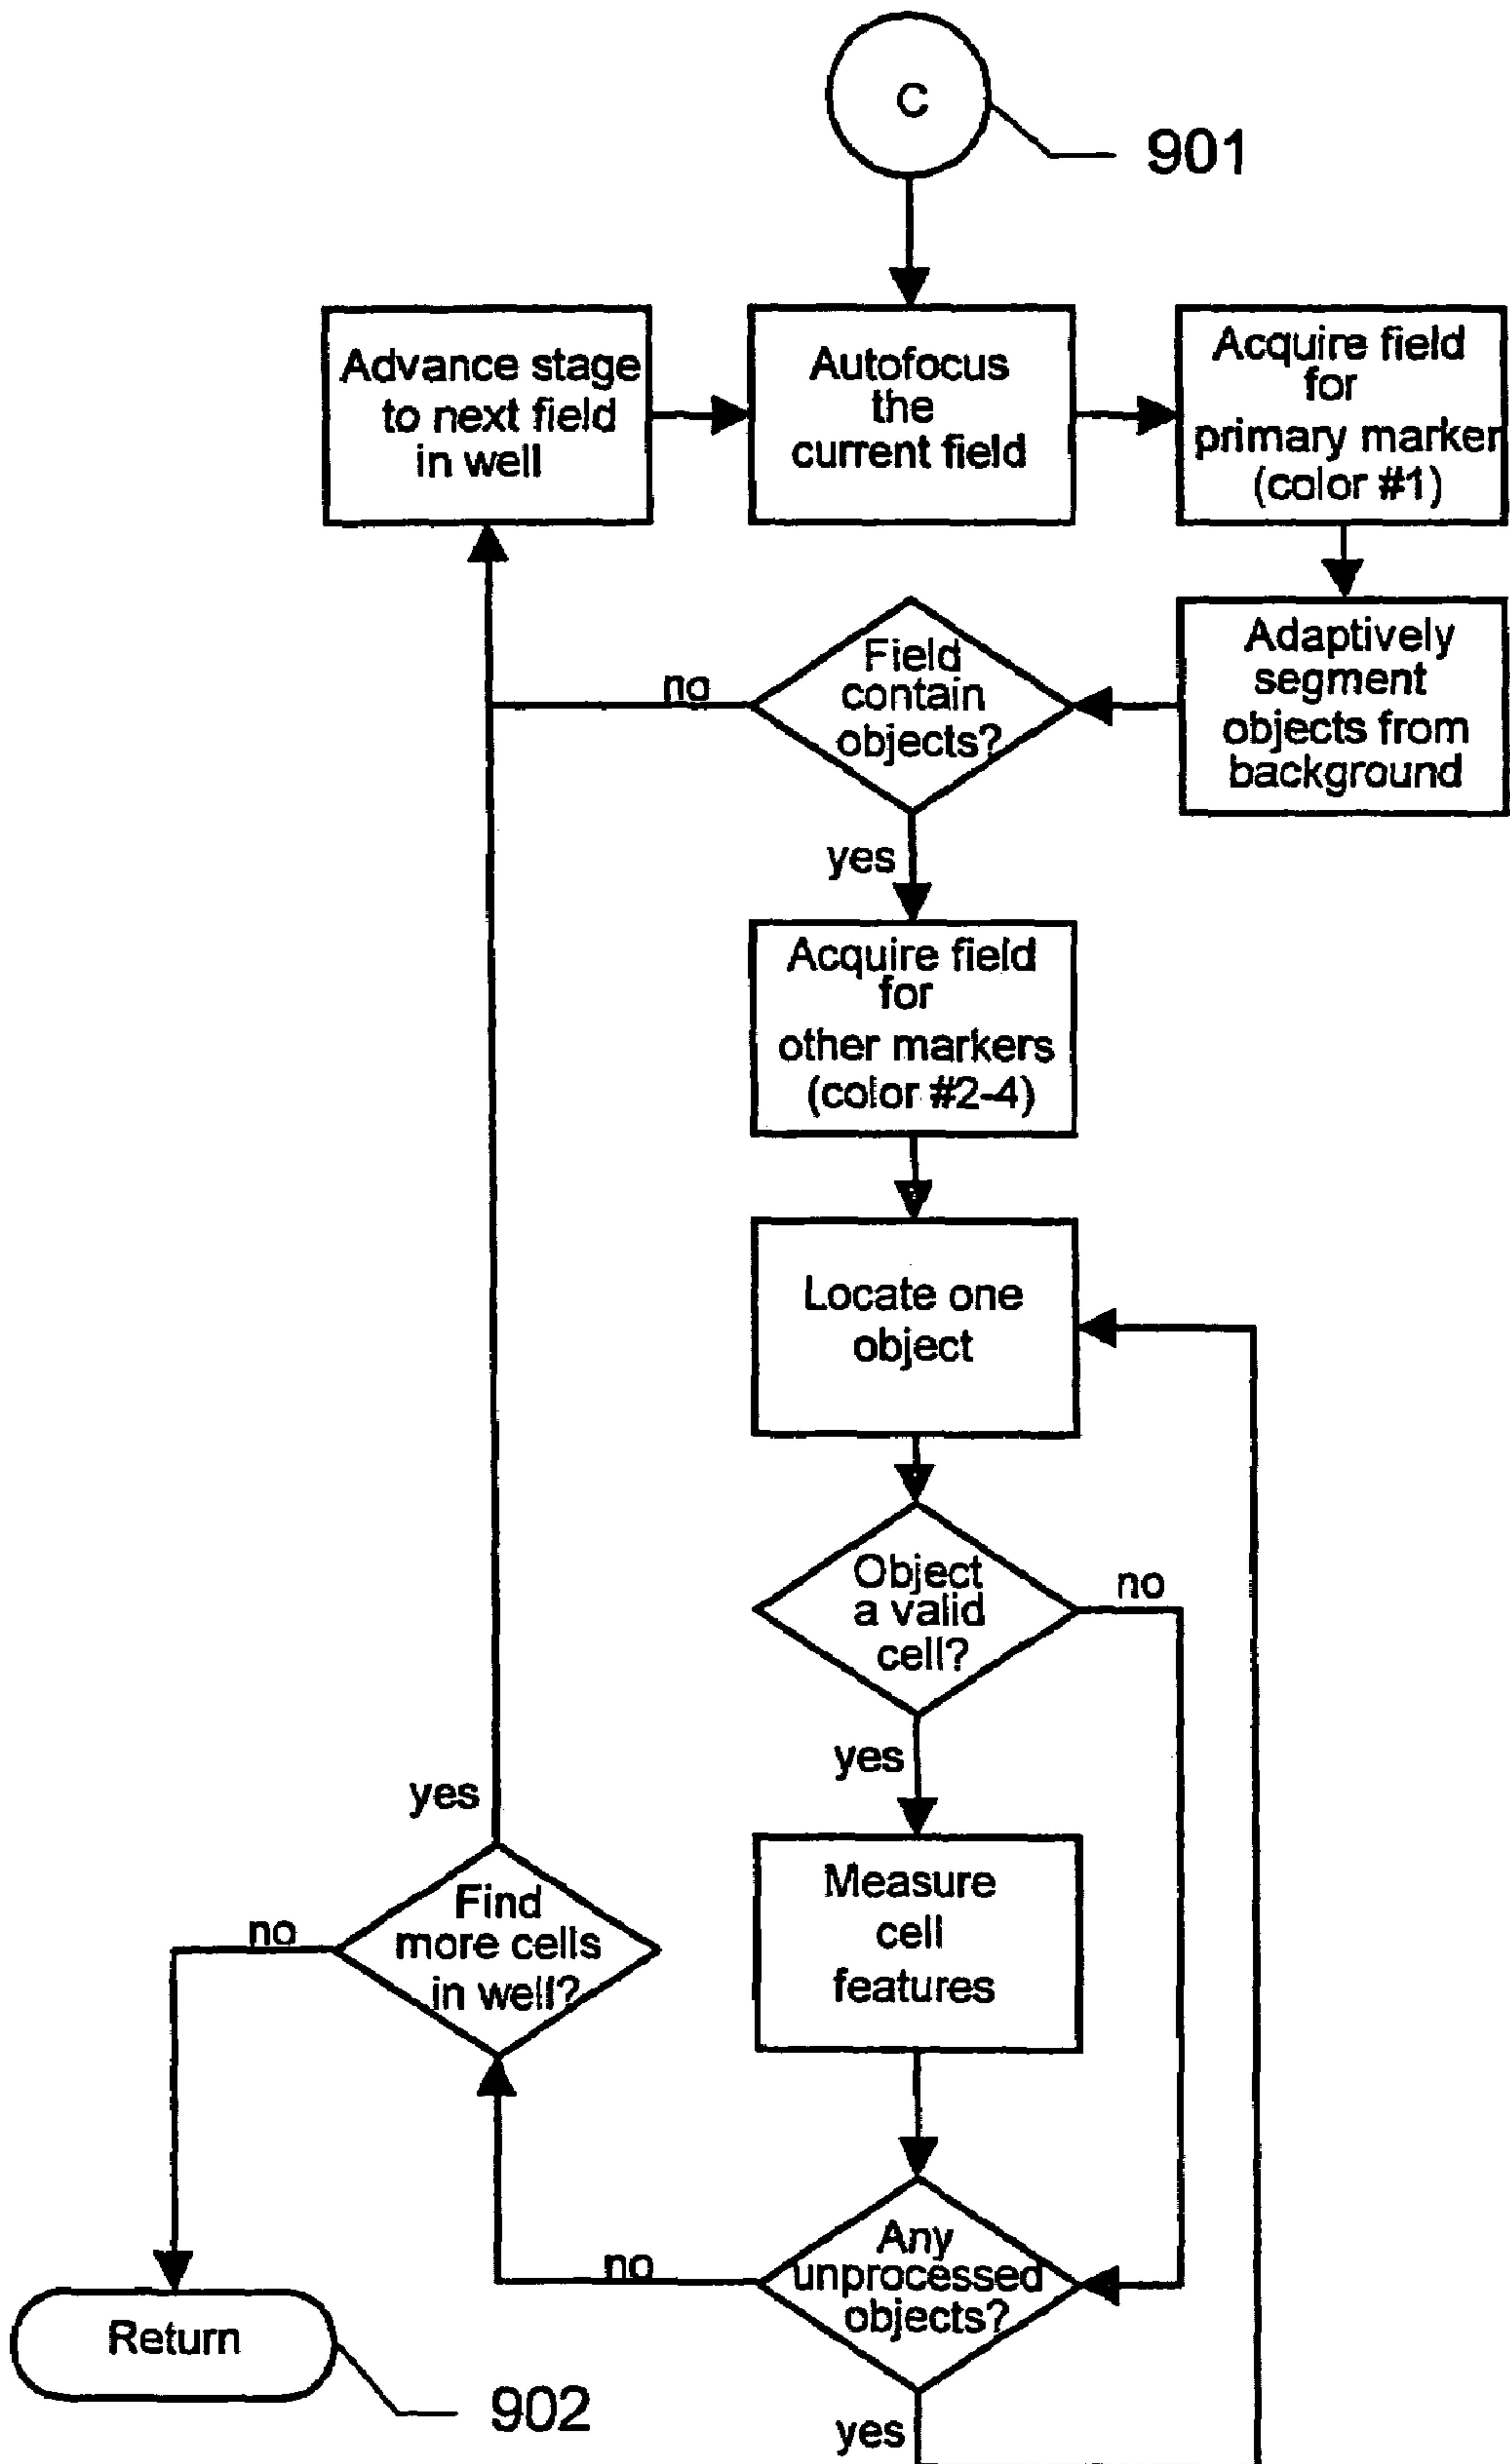 C
901
Advance stage
to next field
in well
Autofocus
the
current field
Acquire field
for
primary marker
(color #1)
Field
contain
objects?
no
Adaptively
segment
objects from
background
yes
Acquire field
for
other markers
(color #2-4)
Locate one
object
Object
a valid
cell?
no
yes
yes
Measure
cell
features
Find
more cells
in well?
no
Any
unprocessed
objects?
no
Return
902
yes